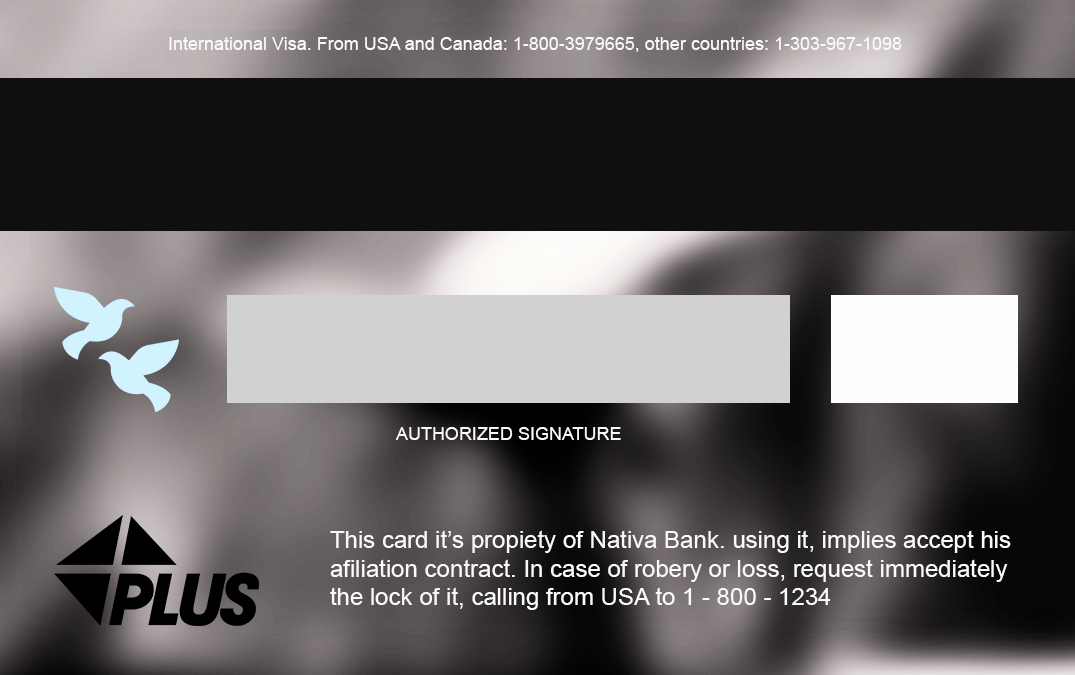 International Visa. From USA and Canada: 1-800-3979665, other countries: 1-303-967-1098
AUTHORIZED SIGNATURE
PLUS
This card it’s propiety of Nativa Bank. using it, implies accept his
afiliation contract. In case of robery or loss, request immediately
the lock of it, calling from USA to 1 - 800 - 1234